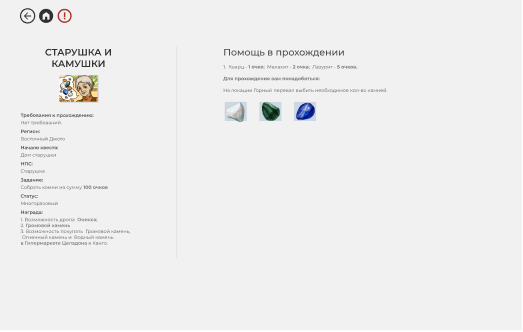 СТАРУШКА И
КАМУШКИ
Требования к прохождению:
Нет требований.
Регион:
Восточный Джото
Начало квеста:
Дом старушки
НПС:
Старушка
Задание:
Собрать камни на сумму 100 очков
Статус:
Многоразовый
Награда:
1. Возможность дропа Оникса;
2. Громовой камень
3. Возможность покупать Громовой камень,
Огненный камень и Водный камень
в Гипермаркете Целадона в Канто.
Помощь в прохождении
1. Кварц - 1 очко; Малахит - 2 очка; Лазурит - 5 очков.
Для прохождения вам понадобиться:
На локации Горный перевал выбить необходимое кол-во камней.